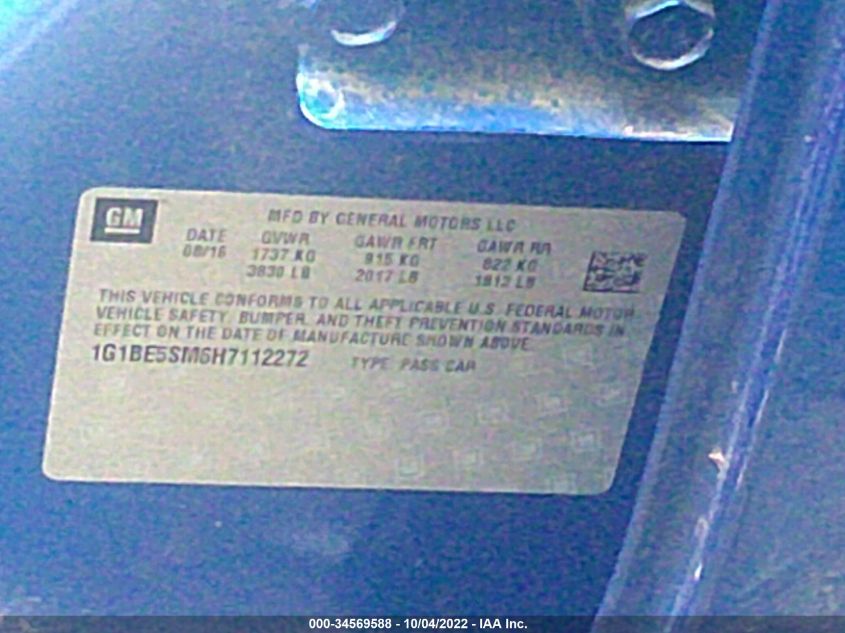 GM
MFD BY GENERAL MOTORS LLC
DATE GVWR GAWR FRT GAWR RR
08/16 1737 KG 915 KG 822 KG
3830 LB 2017 LB 1812 LB
THIS VEHICLE CONFORMS TO ALL APPLICABLE U.S. FEDERAL MOTOR
VEHICLE SAFETY, BUMPER, AND THEFT PREVENTION STANDARDS IN
EFFECT ON THE DATE OF MANUFACTURE SHOWN ABOVE.
1G1BE5SM6H7112272 TYPE: PASS CAR
000-34569588 - 10/04/2022 - IAA Inc.